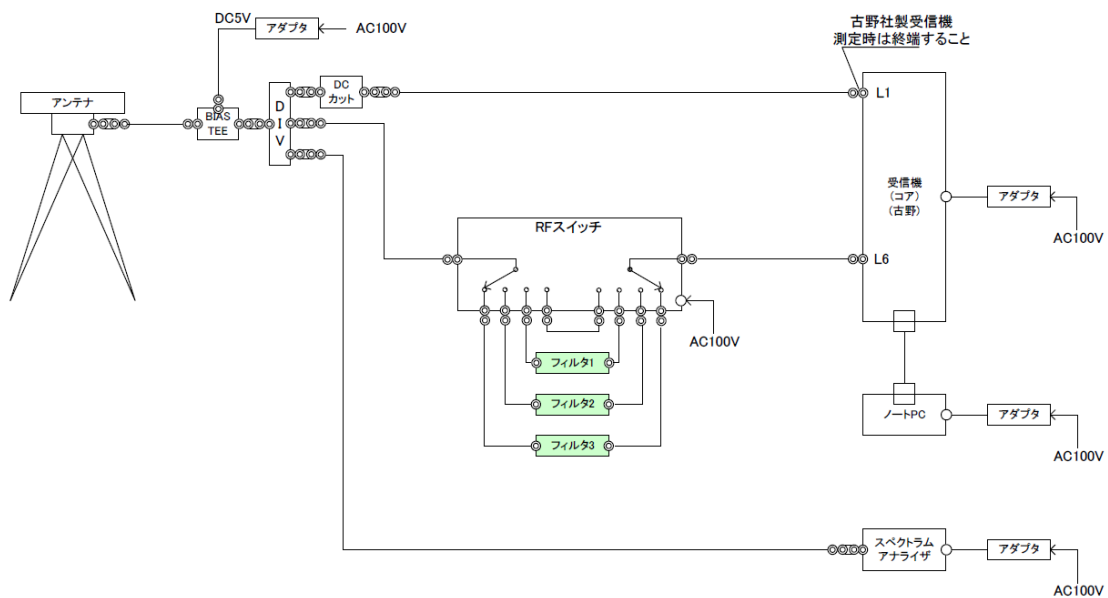 DC5V
アダプタ
AC100V
古野社製受信機
測定時は終端すること
アンテナ
BIAS
TEE
DIV
DC
カット
L1
受信機
(コア)
(古野)
アダプタ
AC100V
RFスイッチ
L6
AC100V
フィルタ1
フィルタ2
フィルタ3
ノートPC
アダプタ
AC100V
スペクトラム
アナライザ
アダプタ
AC100V